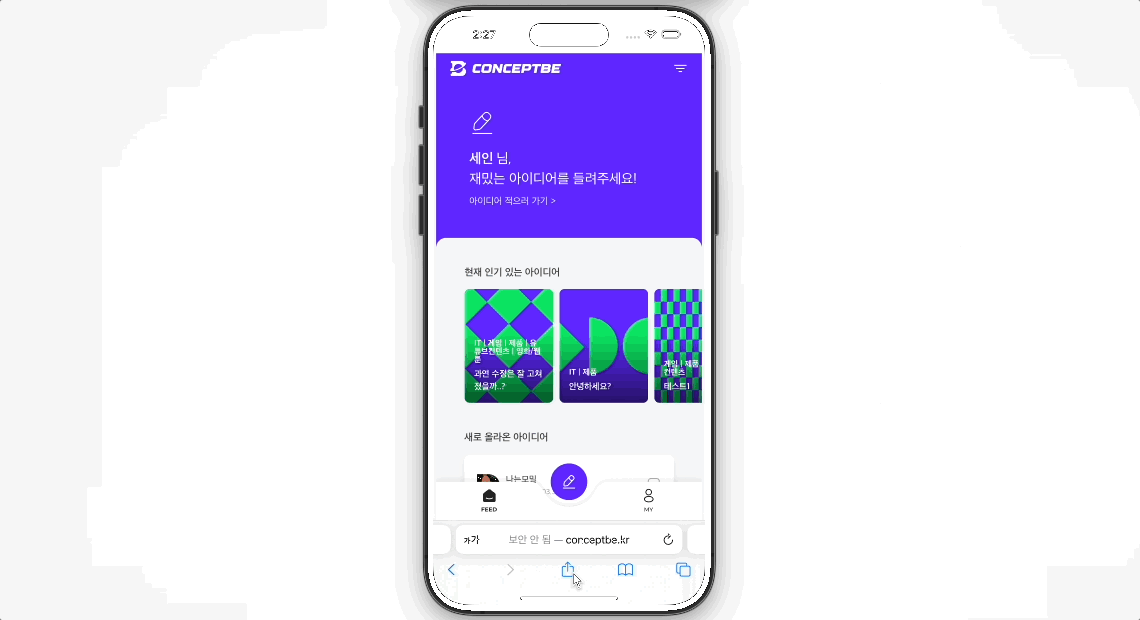 2:27
CONCEPTBE
세인 님,
재밌는 아이디어를 들려주세요!
아이디어 적으러 가기 >
현재 인기 있는 아이디어
IT | 게임 | 제품 | 유
튜브컨텐츠 | 영화/웹
툰
과연 수정은 잘 고쳐
졌을까..?
IT | 제품
안녕하세요?
게임 | 제품
컨텐츠
테스트1
새로 올라온 아이디어
나는모밀
FEED
MY
가가
보안 안 됨 — conceptbe.kr